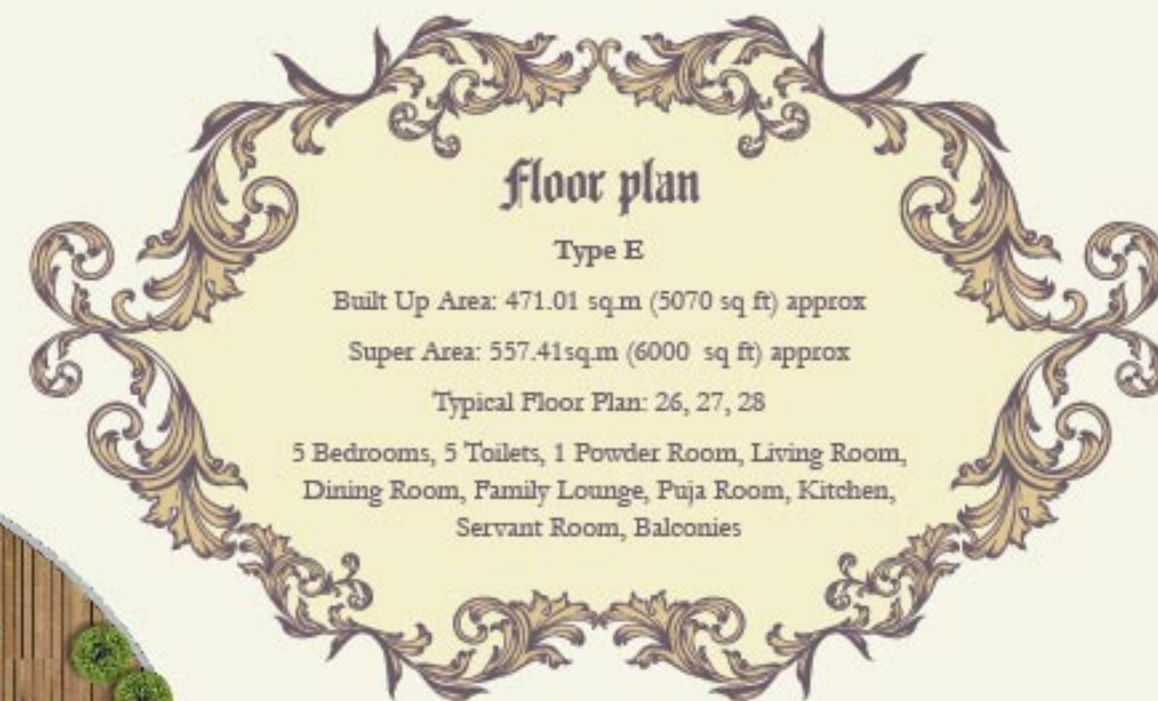 Floor plan
Type E
Built Up Area: 471.01 sq.m (5070 sq ft) approx
Super Area: 557.41sq.m (6000 sq ft) approx
Typical Floor Plan: 26, 27, 28
5 Bedrooms, 5 Toilets, 1 Powder Room, Living Room,
Dining Room, Family Lounge, Puja Room, Kitchen,
Servant Room, Balconies